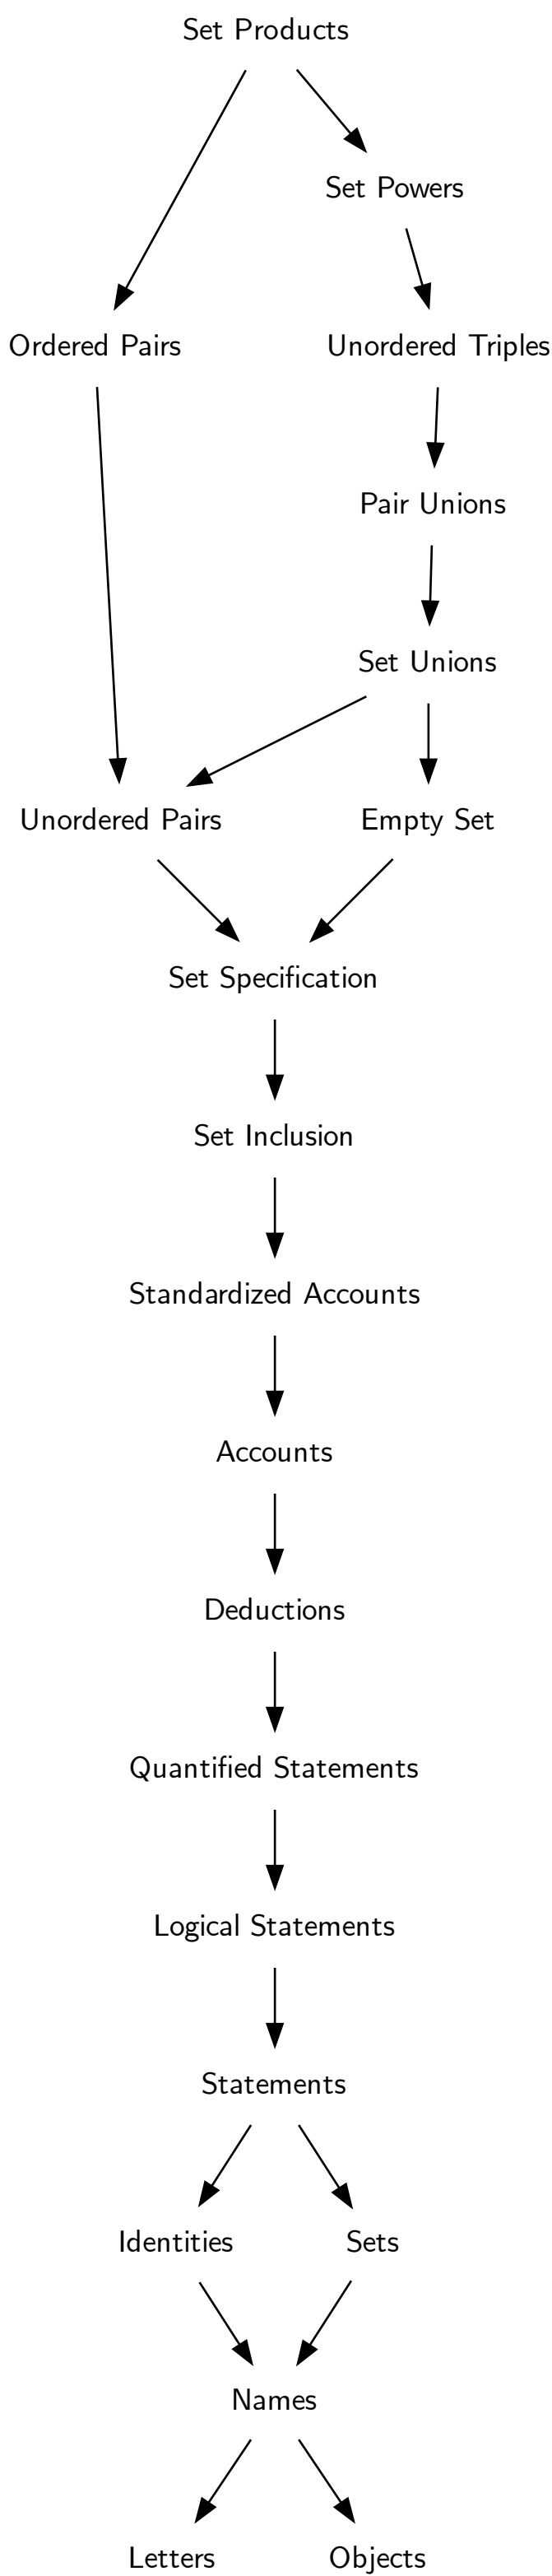 Set Products
Set Powers
Ordered Pairs
Unordered Triples
Pair Unions
Set Unions
Unordered Pairs
Empty Set
Set Specification
Set Inclusion
Standardized Accounts
Accounts
Deductions
Quantified Statements
Logical Statements
Statements
Identities
Sets
Names
Letters
Objects